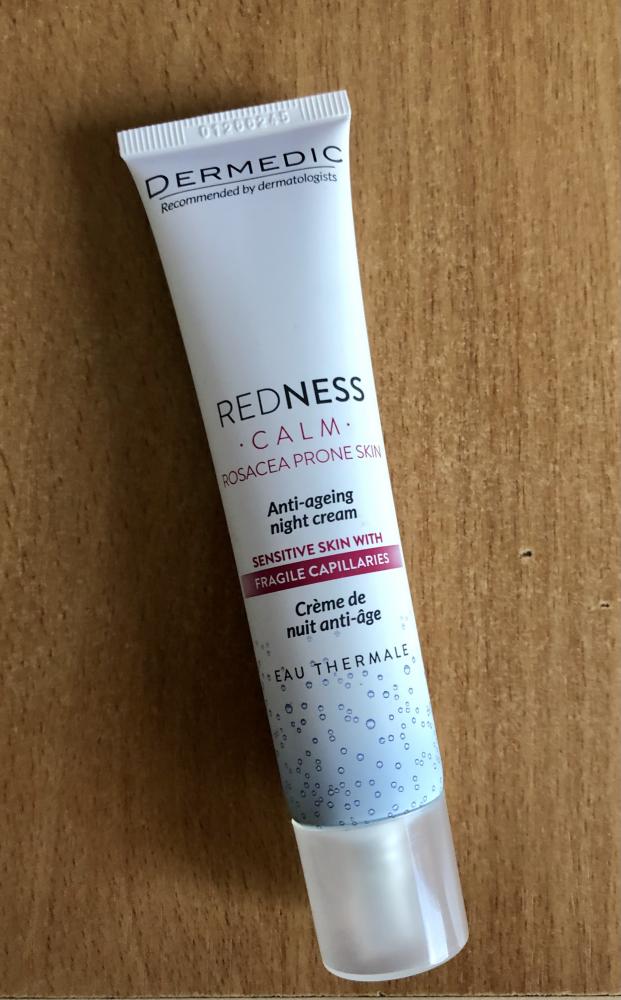 01206245
DERMEDIC
Recommended by dermatologists
REDNESS
· CALM ·
ROSACEA PRONE SKIN
Anti-ageing
night cream
SENSITIVE SKIN WITH
FRAGILE CAPILLARIES
Crème de
nuit anti-âge
EAU THERMALE